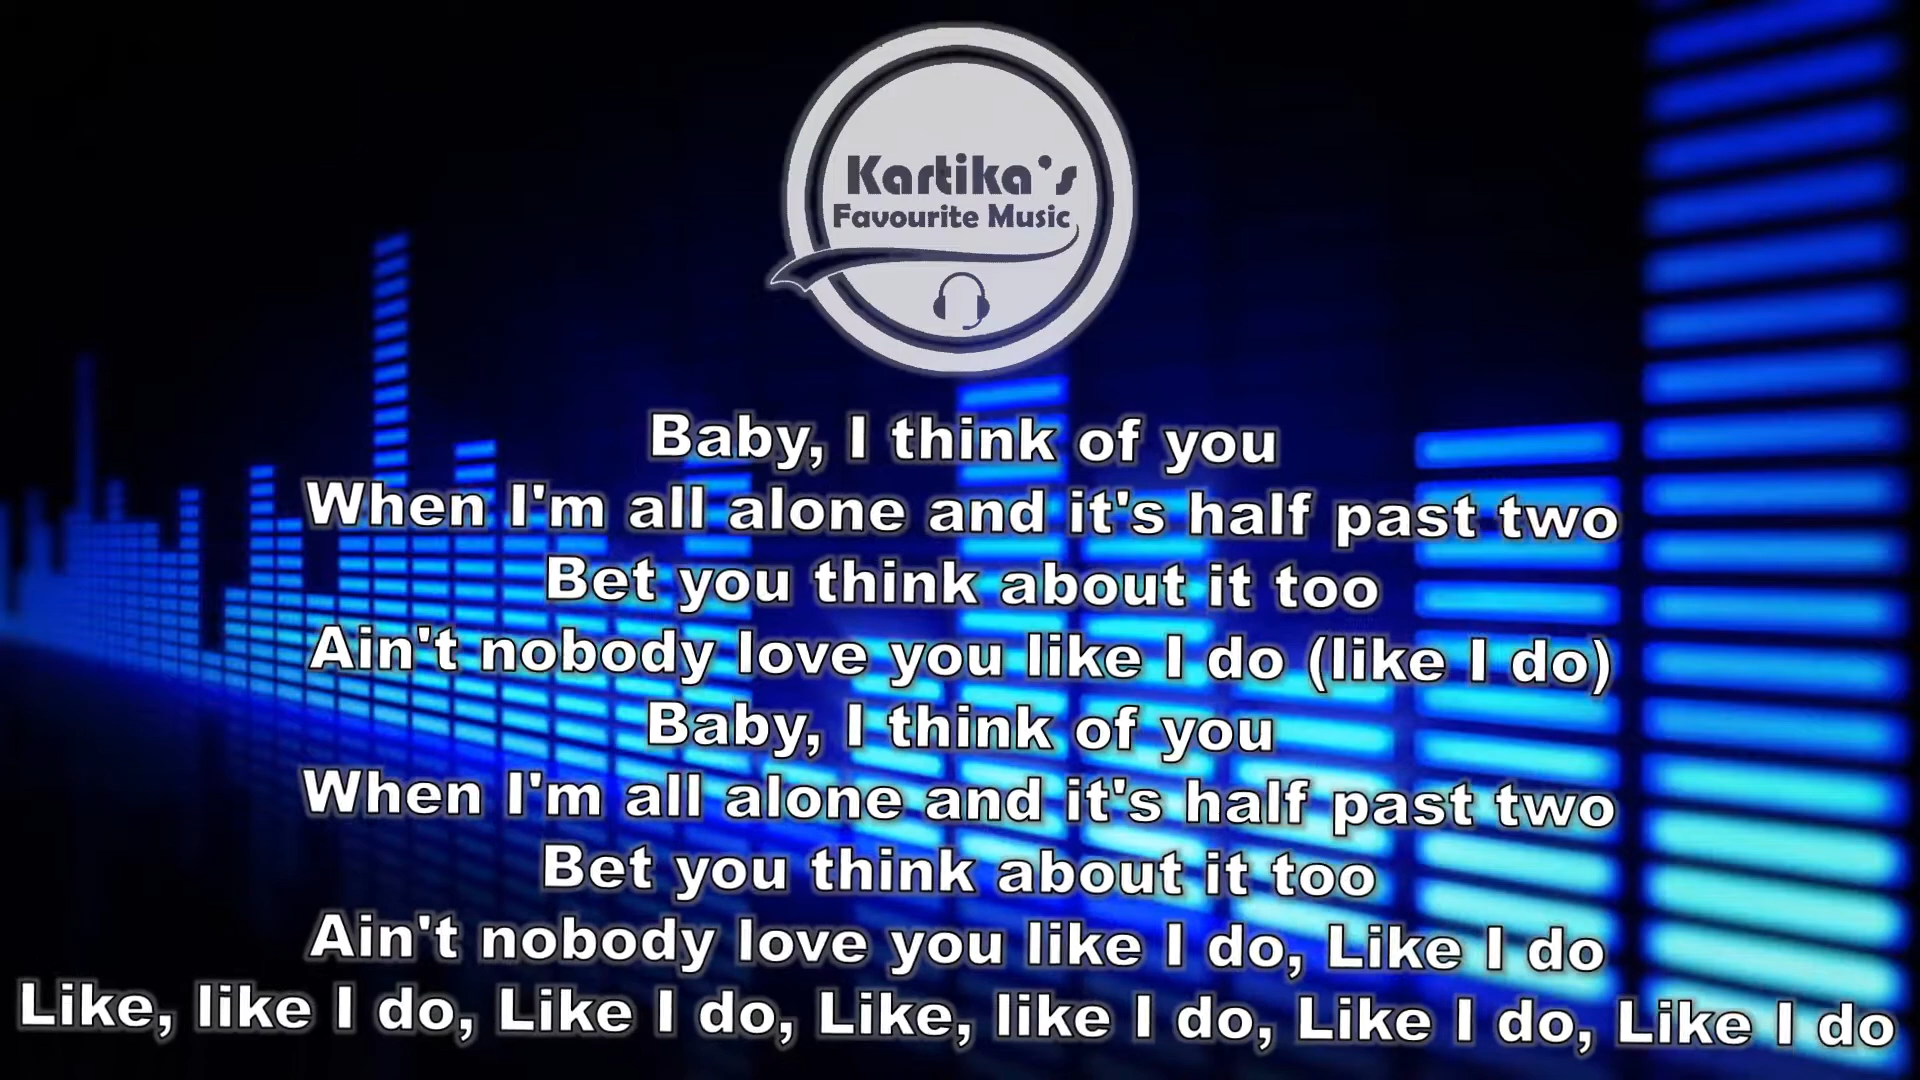 Kartika's
Favourite Music
Baby, I think of you
When I'm all alone and it's half past two
Bet you think about it too
Ain't nobody love you like I do (like I do)
Baby, I think of you
When I'm all alone and it's half past two
Bet you think about it too
Ain't nobody love you like I do, Like I do
Like, like I do, Like I do, Like, like I do, Like I do, Like I do